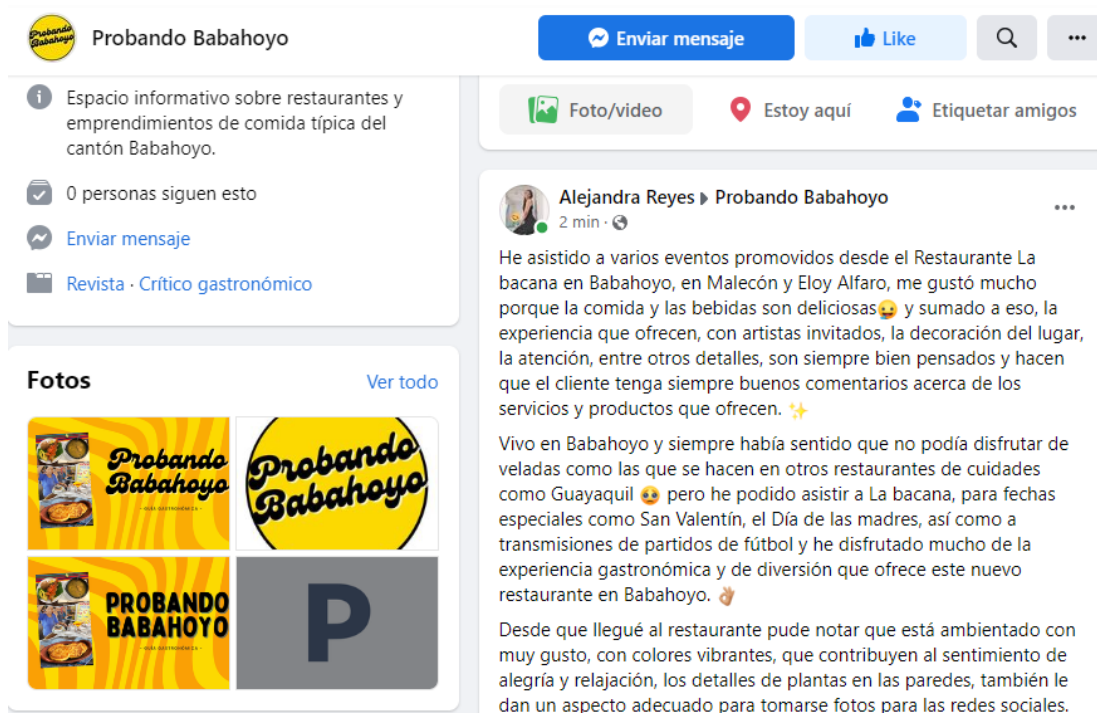 Probando Babahoyo
Probando Babahoyo
Enviar mensaje
Like
Espacio informativo sobre restaurantes y
emprendimientos de comida típica del
cantón Babahoyo.
0 personas siguen esto
Enviar mensaje
Revista · Crítico gastronómico
Fotos
Ver todo
Probando
Babahoyo
- GUÍA GASTRONÓMICA -
Probando
Babahoyo
PROBANDO
BABAHOYO
- GUÍA GASTRONÓMICA -
P
Foto/video
Estoy aquí
Etiquetar amigos
Alejandra Reyes ▸ Probando Babahoyo
2 min ·
He asistido a varios eventos promovidos desde el Restaurante La
bacana en Babahoyo, en Malecón y Eloy Alfaro, me gustó mucho
porque la comida y las bebidas son deliciosas😜 y sumado a eso, la
experiencia que ofrecen, con artistas invitados, la decoración del lugar,
la atención, entre otros detalles, son siempre bien pensados y hacen
que el cliente tenga siempre buenos comentarios acerca de los
servicios y productos que ofrecen. ✨
Vivo en Babahoyo y siempre había sentido que no podía disfrutar de
veladas como las que se hacen en otros restaurantes de cuidades
como Guayaquil 🥺 pero he podido asistir a La bacana, para fechas
especiales como San Valentín, el Día de las madres, así como a
transmisiones de partidos de fútbol y he disfrutado mucho de la
experiencia gastronómica y de diversión que ofrece este nuevo
restaurante en Babahoyo. 👌
Desde que llegué al restaurante pude notar que está ambientado con
muy gusto, con colores vibrantes, que contribuyen al sentimiento de
alegría y relajación, los detalles de plantas en las paredes, también le
dan un aspecto adecuado para tomarse fotos para las redes sociales.